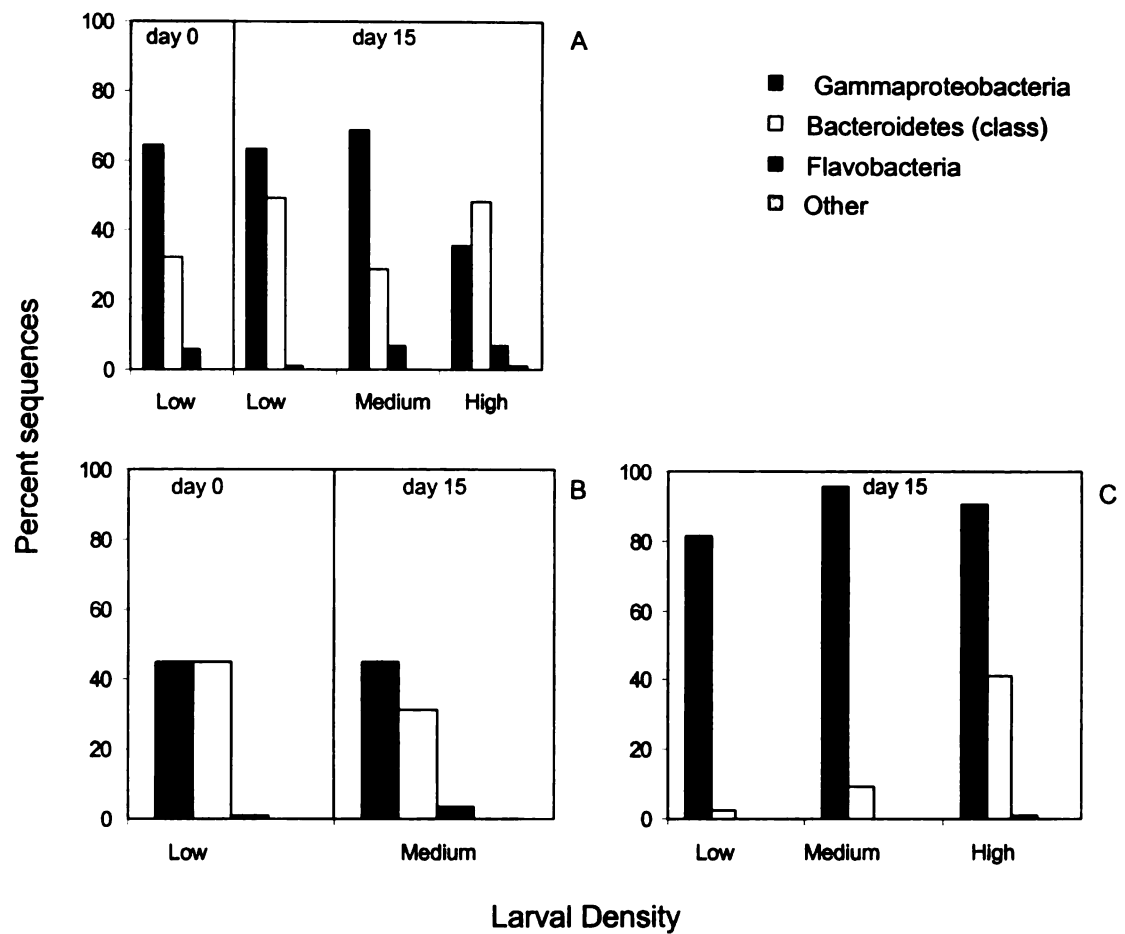 100
80
60
40
20
0
day 0
day 15
A
Low
Low
Medium
High
Gammaproteobacteria
Bacteroidetes (class)
Flavobacteria
Other
Percent sequences
100
80
60
40
20
0
day 0
day 15
B
Low
Medium
100
80
60
40
20
0
day 15
C
Low
Medium
High
Larval Density